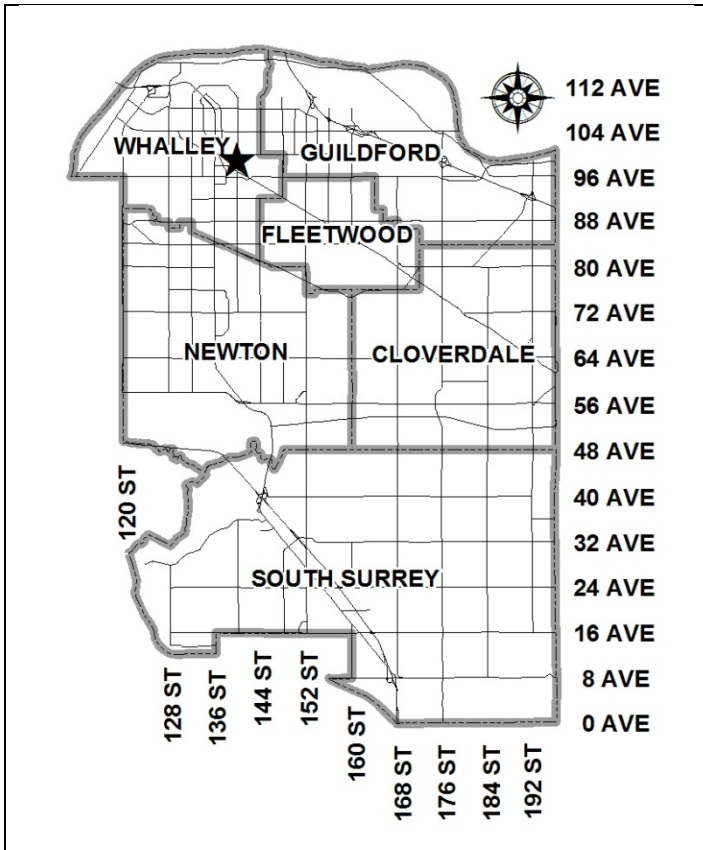 112 AVE
104 AVE
WHALLEY
GUILDFORD
96 AVE
88 AVE
FLEETWOOD
80 AVE
72 AVE
NEWTON
CLOVERDALE
64 AVE
56 AVE
48 AVE
120 ST
40 AVE
32 AVE
SOUTH SURREY
24 AVE
16 AVE
128 ST
136 ST
144 ST
152 ST
160 ST
8 AVE
0 AVE
168 ST
176 ST
184 ST
192 ST